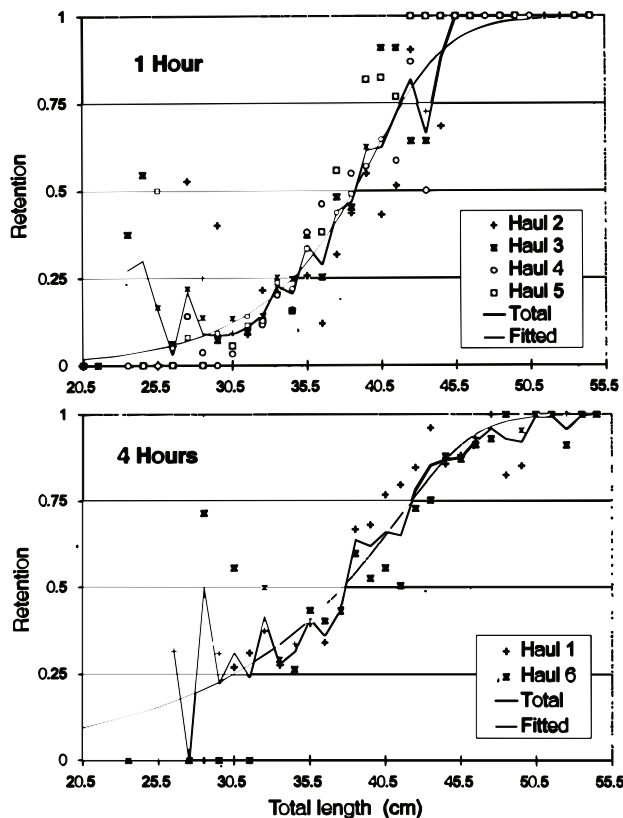 1
1 Hour
0.75
Retention
0.5
Haul 2
Haul 3
Haul 4
Haul 5
Total
Fitted
0.25
0
20.5 25.5 30.5 35.5 40.5 45.5 50.5 55.5
1
4 Hours
0.75
Retention
0.5
Haul 1
Haul 6
Total
Fitted
0.25
0
20.5 25.5 30.5 35.5 40.5 45.5 50.5 55.5
Total length (cm)